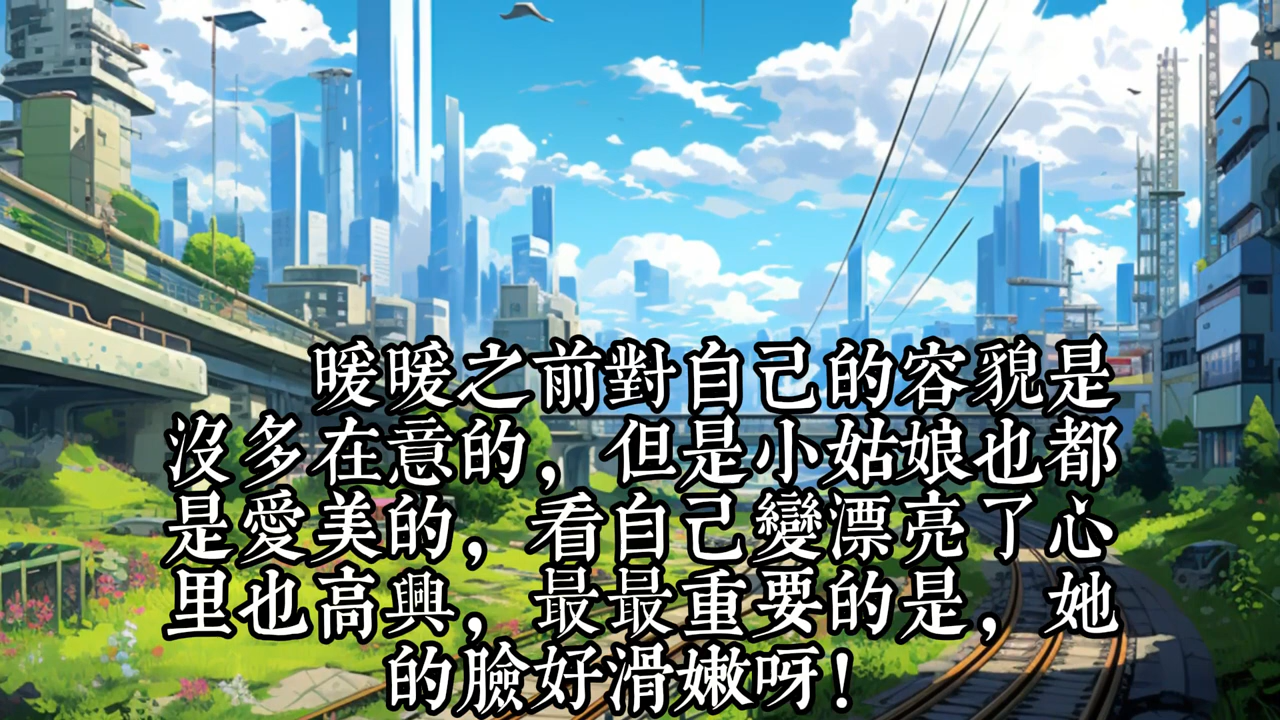 暖暖之前對自己的容貌是
沒多在意的，但是小姑娘也都
是愛美的，看自己變漂亮了心
里也高興，最最重要的是，她
的臉好滑嫩呀！